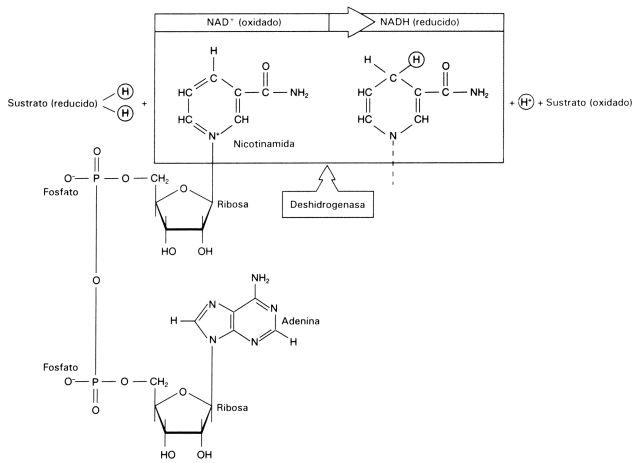 NAD⁺ (oxidado) NADH (reducido)
H H H O O
C C HC C C NH₂ HC C C NH₂
Sustrato (reducido) H H + HC CH HC CH + H⁺ + Sustrato (oxidado)
N⁺ Nicotinamida N
O
O⁻ P O CH₂ O Ribosa Deshidrogenasa
Fosfato
HO OH
O
NH₂
N N
H Adenina
N N H
Fosfato
O⁻ P O CH₂ O
O Ribosa
HO OH